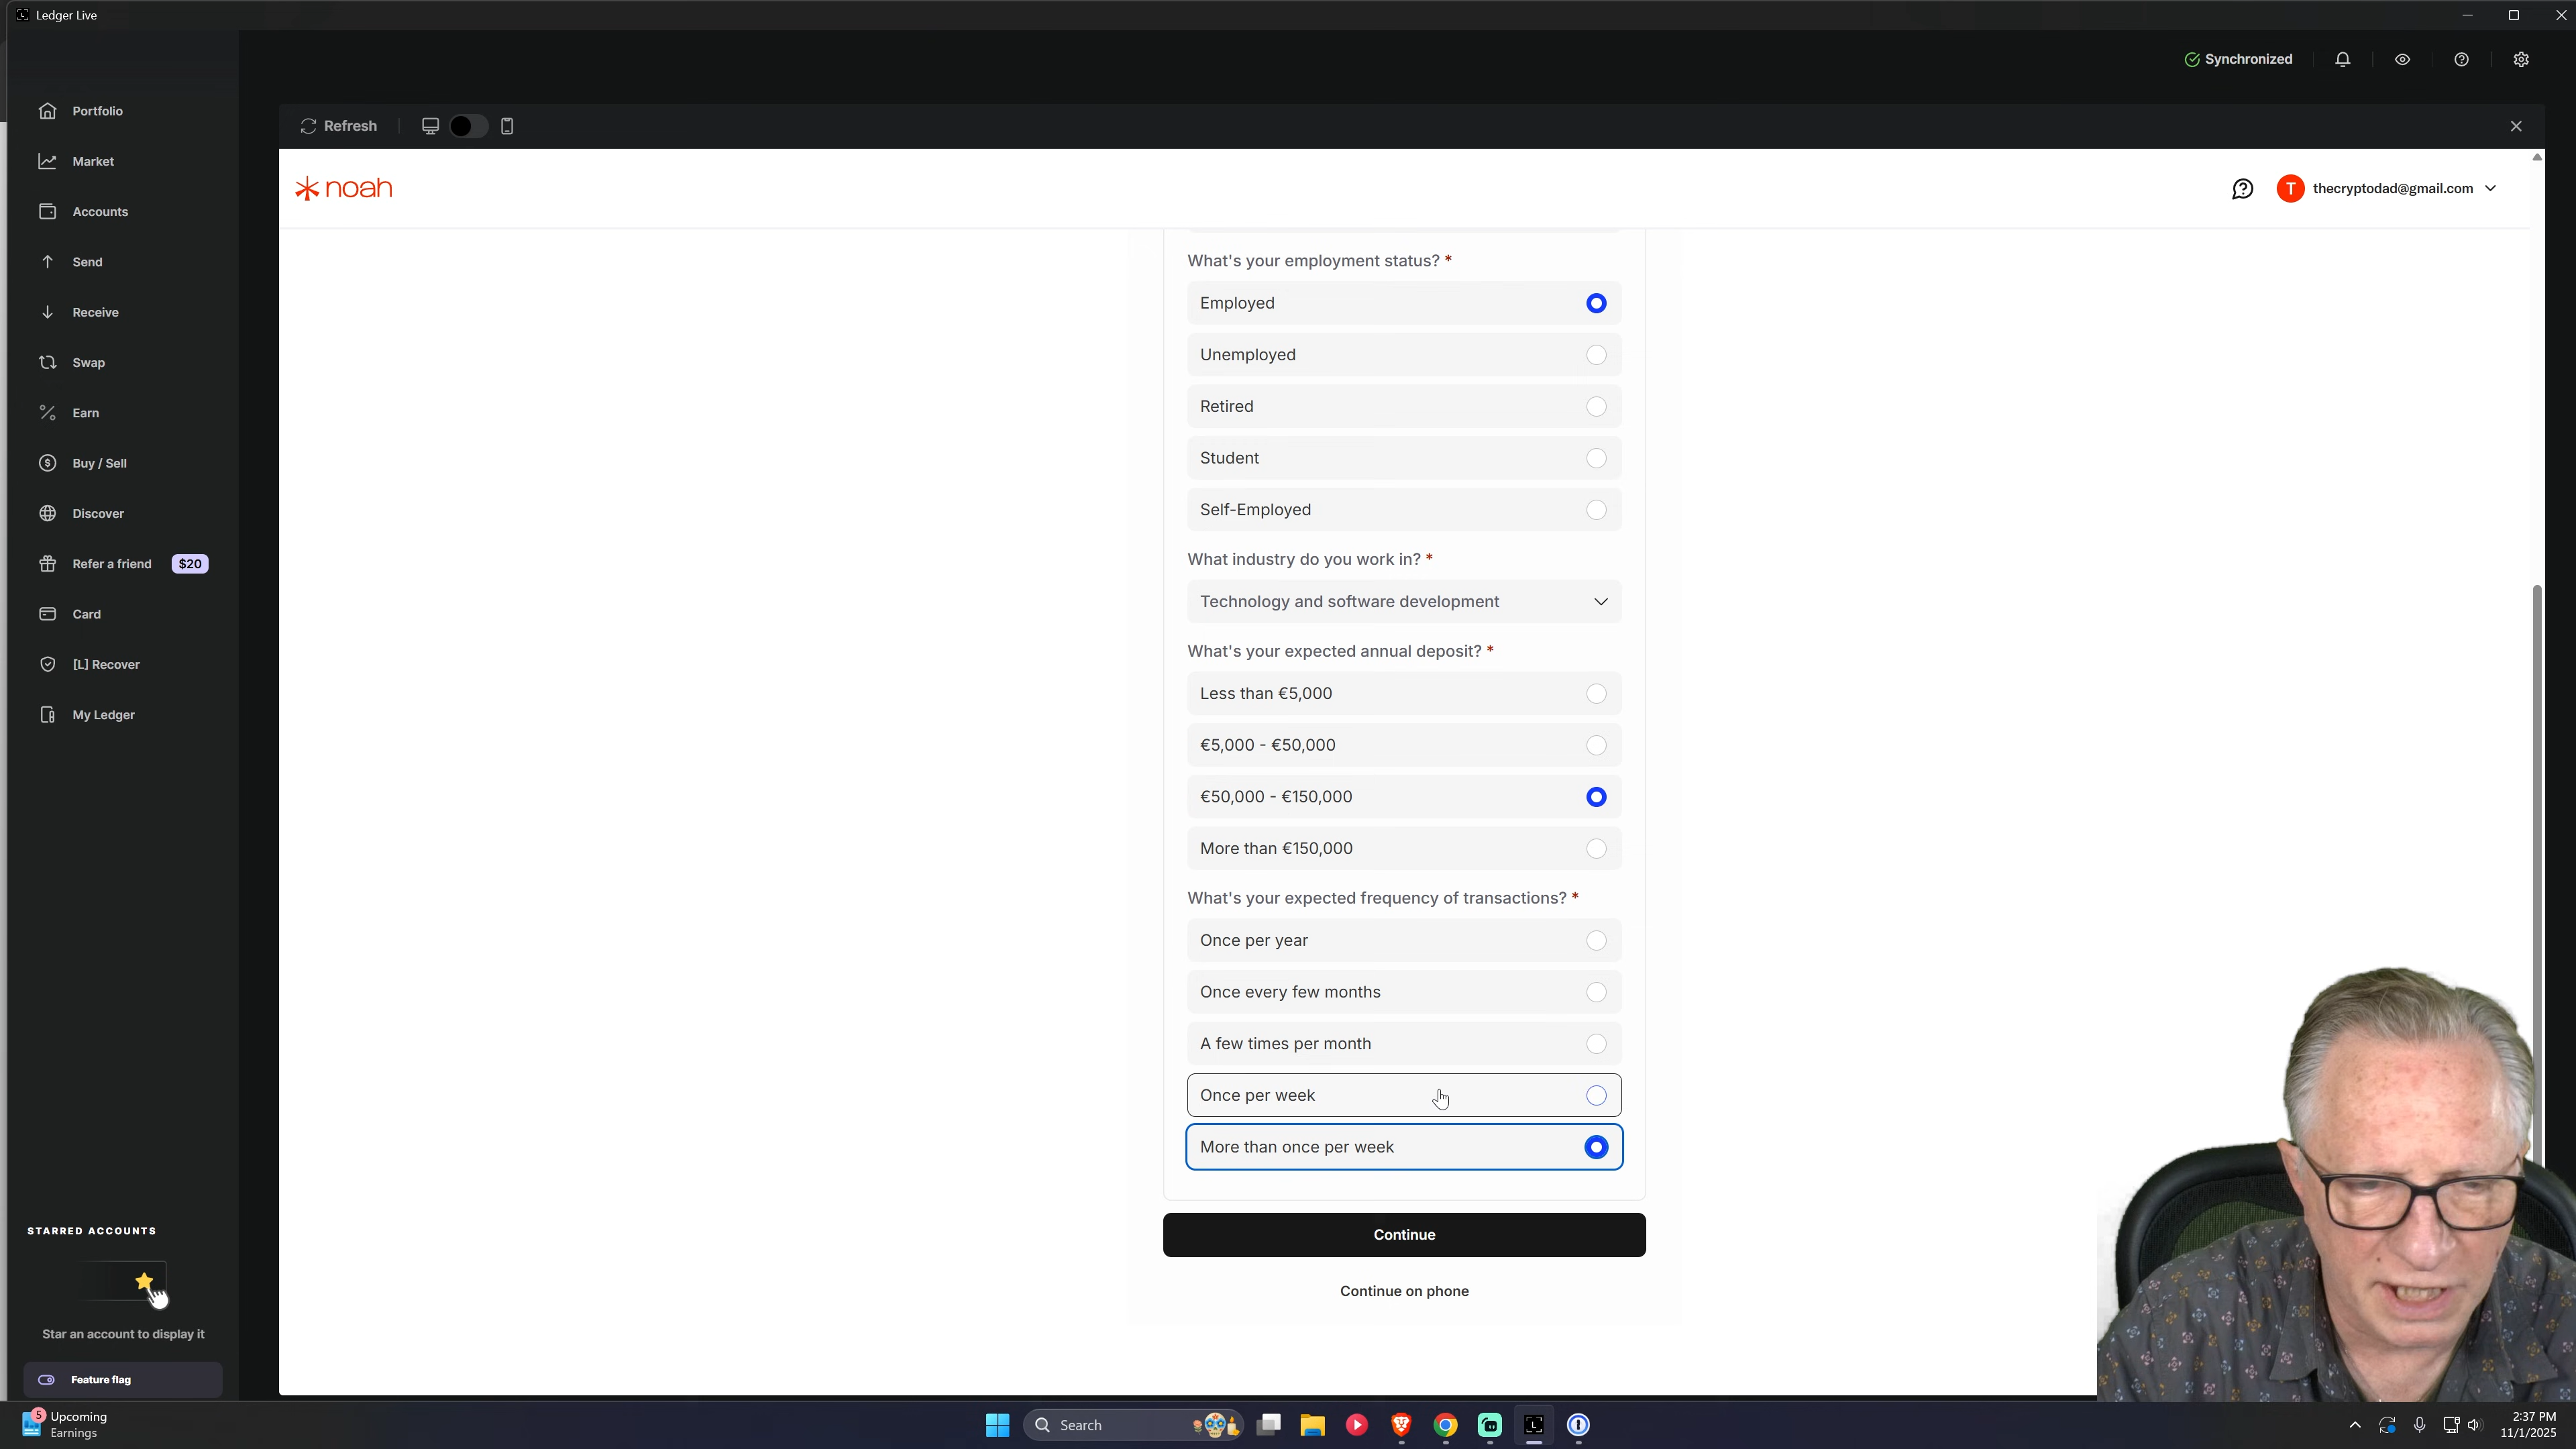 Ledger Live
Synchronized
Portfolio
Market
Accounts
Send
Receive
Swap
Earn
Buy / Sell
Discover
Refer a friend $20
Card
[L] Recover
My Ledger
STARRED ACCOUNTS
Star an account to display it
Feature flag
Refresh
noah
T thecryptodad@gmail.com
What's your employment status? *
Employed
Unemployed
Retired
Student
Self-Employed
What industry do you work in? *
Technology and software development
What's your expected annual deposit? *
Less than €5,000
€5,000 - €50,000
€50,000 - €150,000
More than €150,000
What's your expected frequency of transactions? *
Once per year
Once every few months
A few times per month
Once per week
More than once per week
Continue
Continue on phone
5 Upcoming
Earnings
Search
2:37 PM
11/1/2025